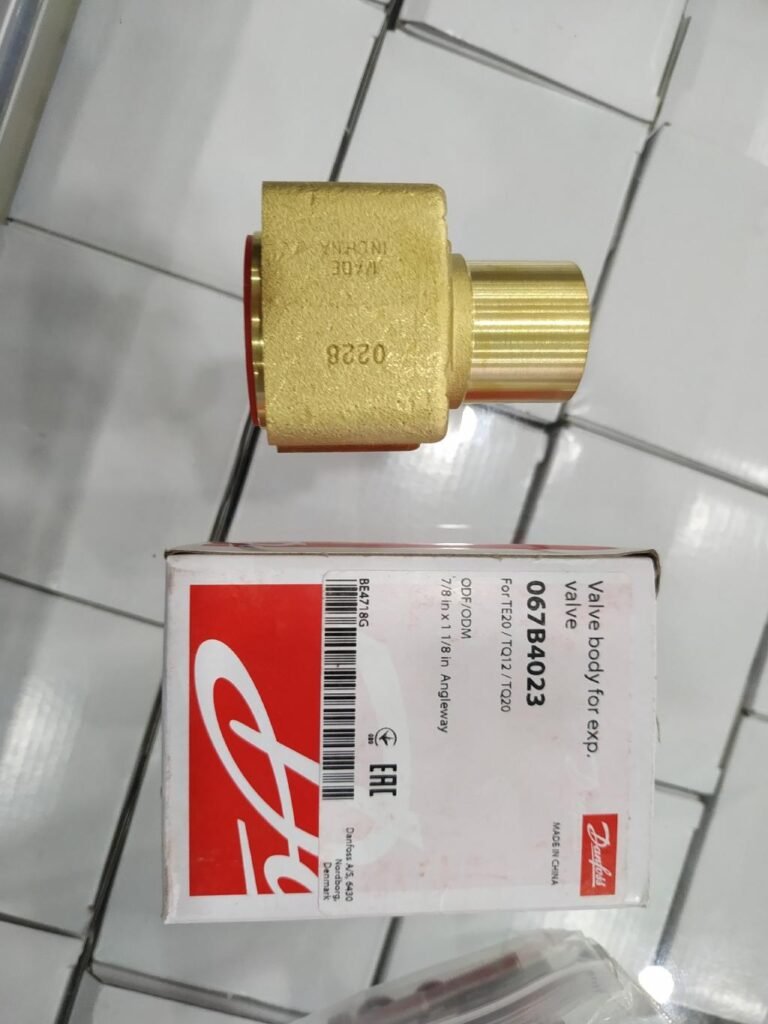 MADE
IN CHINA
0228
Danfoss
Valve body for exp.
valve
067B4023
For TE20 / TQ12 / TQ20
ODF/ODM
7/8 in x 1 1/8 in Angleway
MADE IN CHINA
BE4718G
EAC
Danfoss A/S, 6430
Nordborg,
Denmark